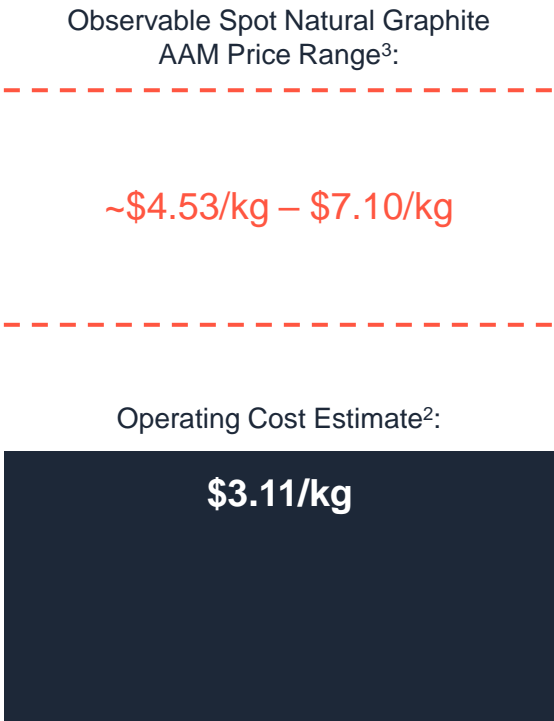 Observable Spot Natural Graphite
AAM Price Range³:
~$4.53/kg – $7.10/kg
Operating Cost Estimate²:
$3.11/kg